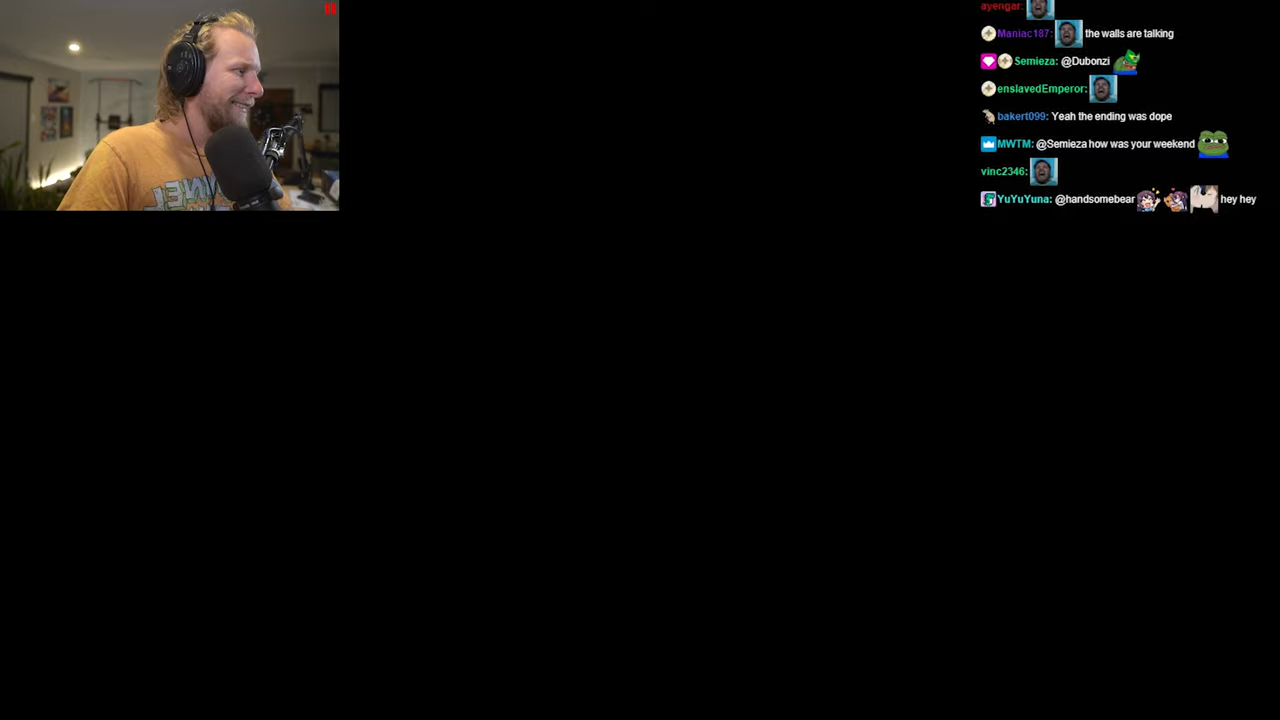 ayengar:
Maniac187: the walls are talking
Semieza: @Dubonzi
enslavedEmperor:
bakert099: Yeah the ending was dope
MWTM: @Semieza how was your weekend
vinc2346:
YuYuYuna: @handsomebear hey hey